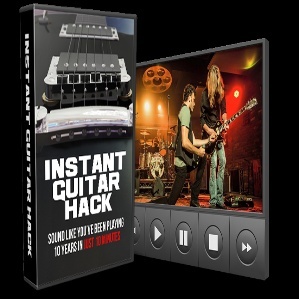 INSTANT GUITAR HACK
INSTANT
GUITAR
HACK
SOUND LIKE YOU'VE BEEN PLAYING
10 YEARS IN JUST 10 MINUTES